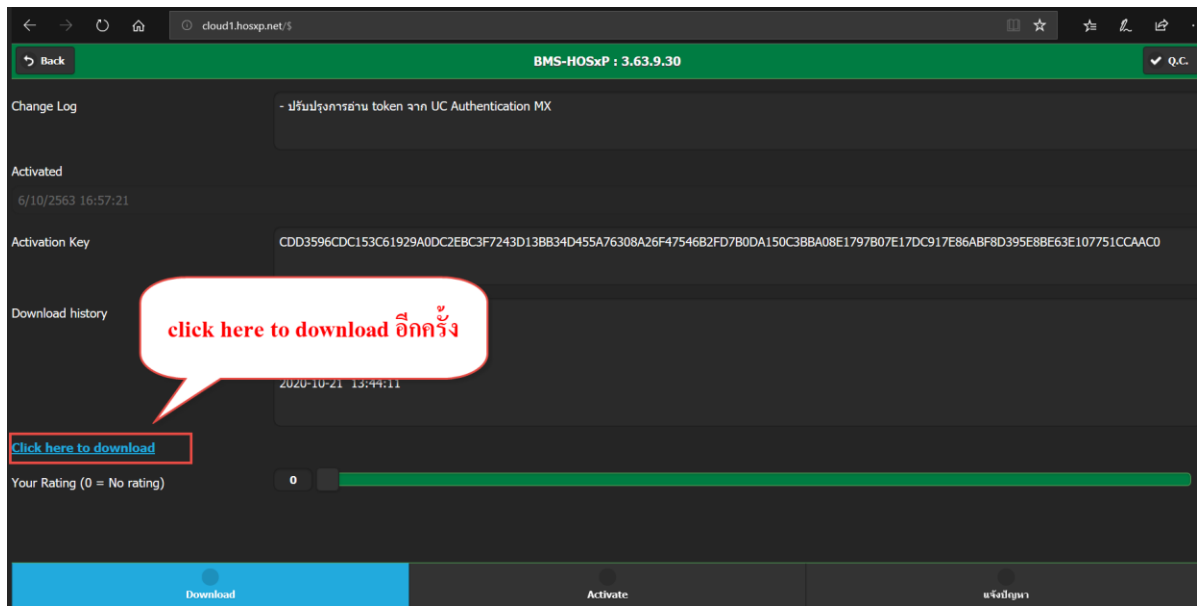 cloud1.hosxp.net/$
Back
BMS-HOSxP : 3.63.9.30
Q.C.
Change Log
- ปรับปรุงการอ่าน token จาก UC Authentication MX
Activated
6/10/2563 16:57:21
Activation Key
CDD3596CDC153C61929A0DC2EBC3F7243D13BB34D455A76308A26F47546B2FD7B0DA150C3BBA08E1797B07E17DC917E86ABF8D395E8BE63E107751CCAAC0
Download history
click here to download อีกครั้ง
2020-10-21 13:44:11
Click here to download
Your Rating (0 = No rating)
0
Download
Activate
แจ้งปัญหา